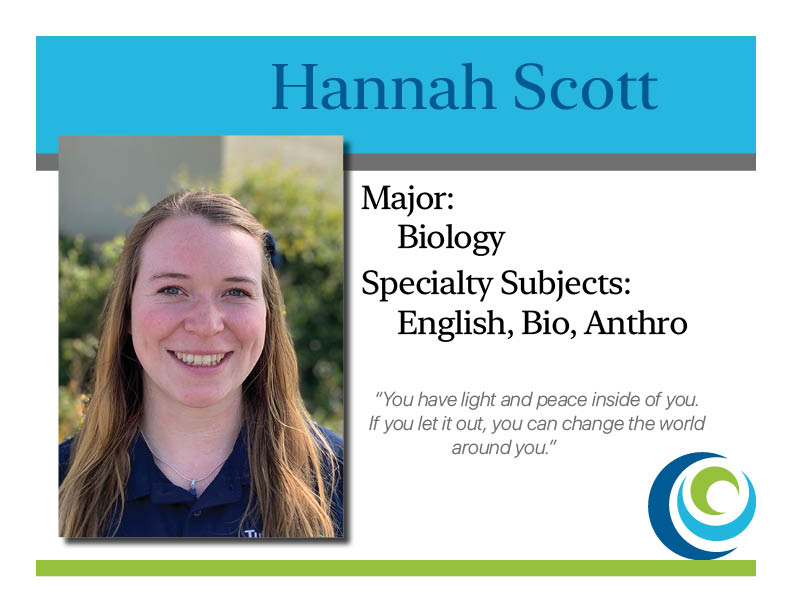 Hannah Scott
Major:
Biology
Specialty Subjects:
English, Bio, Anthro
"You have light and peace inside of you.
If you let it out, you can change the world
around you."